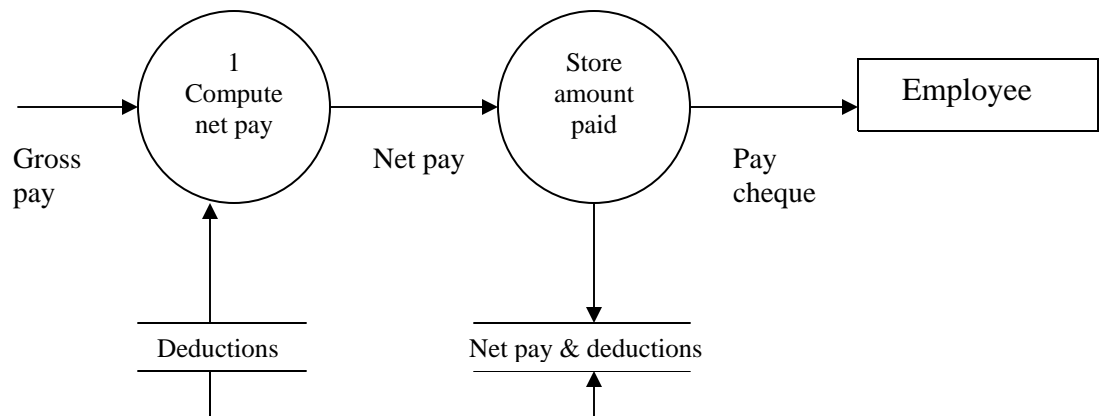 1
Compute
net pay
Store
amount
paid
Employee
Gross
pay
Net pay
Pay
cheque
Deductions
Net pay & deductions